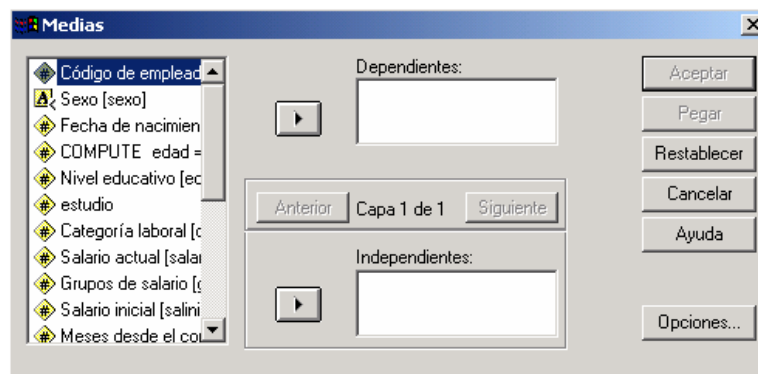 Medias
Código de emplead
Sexo [sexo]
Fecha de nacimien
COMPUTE edad =
Nivel educativo [ec
estudio
Categoría laboral [c
Salario actual [salar
Grupos de salario [g
Salario inicial [salini
Meses desde el co
Dependientes:
Anterior
Capa 1 de 1
Siguiente
Independientes:
Aceptar
Pegar
Restablecer
Cancelar
Ayuda
Opciones...